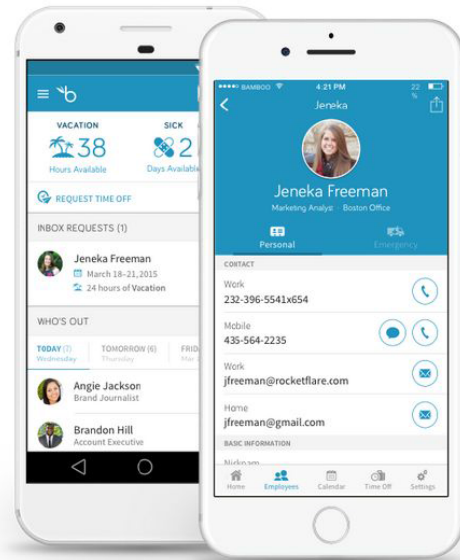 VACATION
38
Hours Available
SICK
2
Days Available
REQUEST TIME OFF
INBOX REQUESTS (1)
Jeneka Freeman
March 18-21, 2015
24 hours of Vacation
WHO'S OUT
TODAY (7)
Wednesday
TOMORROW (6)
Thursday
FRID
Angie Jackson
Brand Journalist
Brandon Hill
Account Executive
BAMBOO
4:21 PM
22
%
Jeneka
Jeneka Freeman
Marketing Analyst Boston Office
Personal
Emergency
CONTACT
Work
232-396-5541x654
Mobile
435-564-2235
Work
jfreeman@rocketflare.com
Home
jfreeman@gmail.com
BASIC INFORMATION
Home
Employees
Calendar
Time Off
Settings